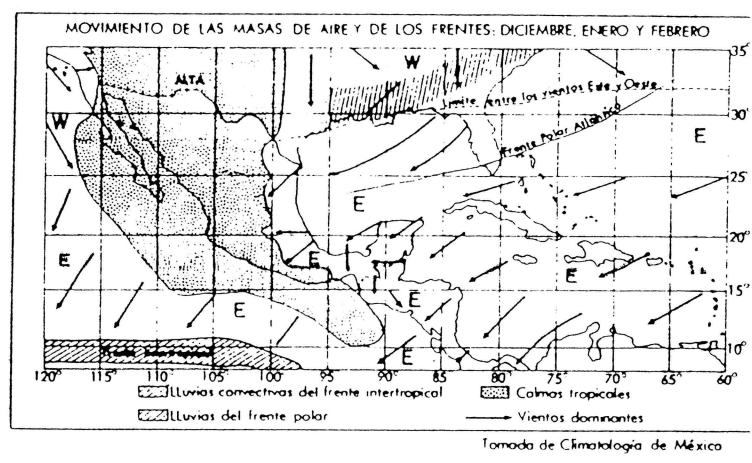 MOVIMIENTO DE LAS MASAS DE AIRE Y DE LOS FRENTES: DICIEMBRE, ENERO Y FEBRERO
35°
W
ALTA
Límite entre los vientos Este y Oeste
30°
W
Frente Polar Atlántico
E
25°
E
20°
E
E
15°
E
E
E
10°
120° 115° 110° 105° 100° 95° 90° 85° 80° 75° 70° 65° 60°
Lluvias convectivas del frente intertropical
Calmas tropicales
Lluvias del frente polar
Vientos dominantes
Tomada de Climatología de México